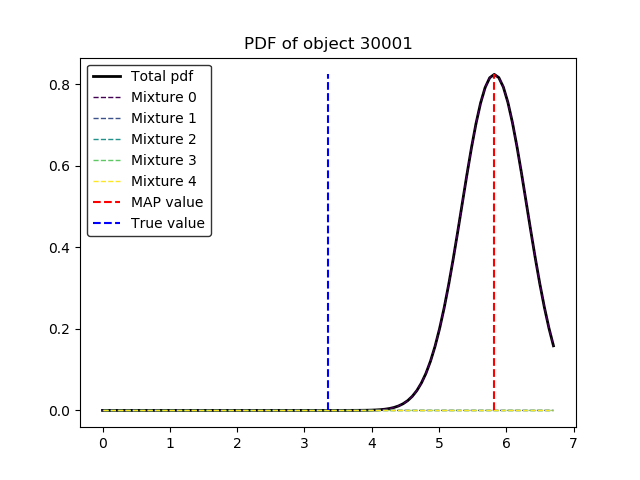 PDF of object 30001
Total pdf
Mixture 0
Mixture 1
Mixture 2
Mixture 3
Mixture 4
MAP value
True value
0.8
0.6
0.4
0.2
0.0
0 1 2 3 4 5 6 7